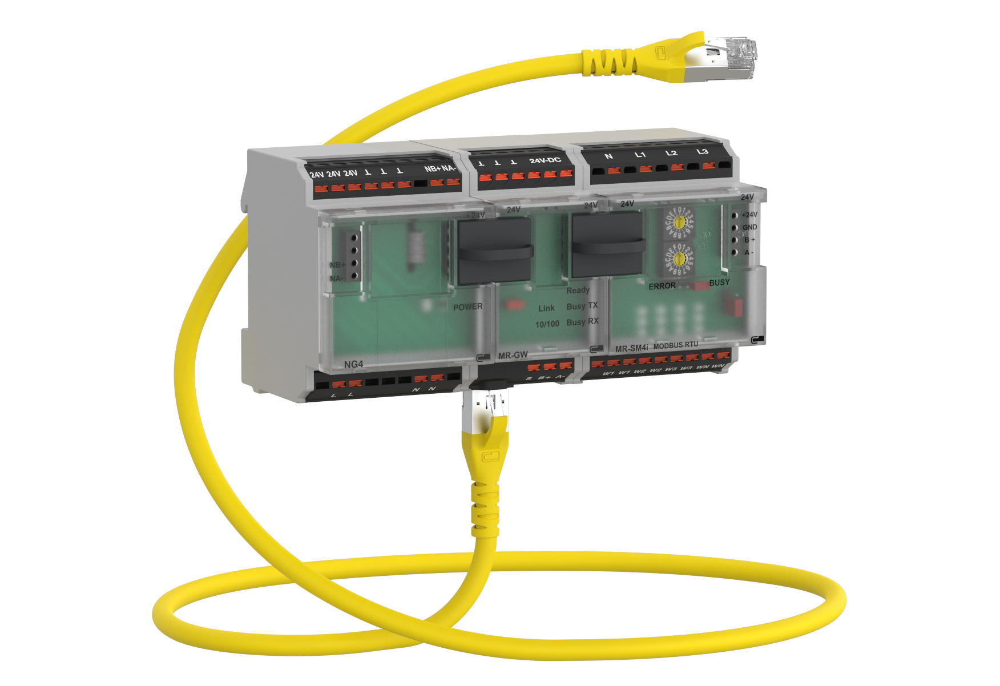 24V 24V 24V ⊥ ⊥ ⊥ NB+ NA-
⊥ ⊥ ⊥ 24V-DC
N L1 L2 L3
+24V
24V
24V
24V
24V
NB+
NA-
0123456789ABCDEF
X10
0123456789ABCDEF
X1
+24V
GND
B +
A -
POWER
Link
10/100
Ready
Busy TX
Busy RX
ERROR
BUSY
NG4
MR-GW
MR-SM4i MODBUS RTU
L L N N
S B+ A-
W1 W1 W2 W2 W3 W3 WN WN